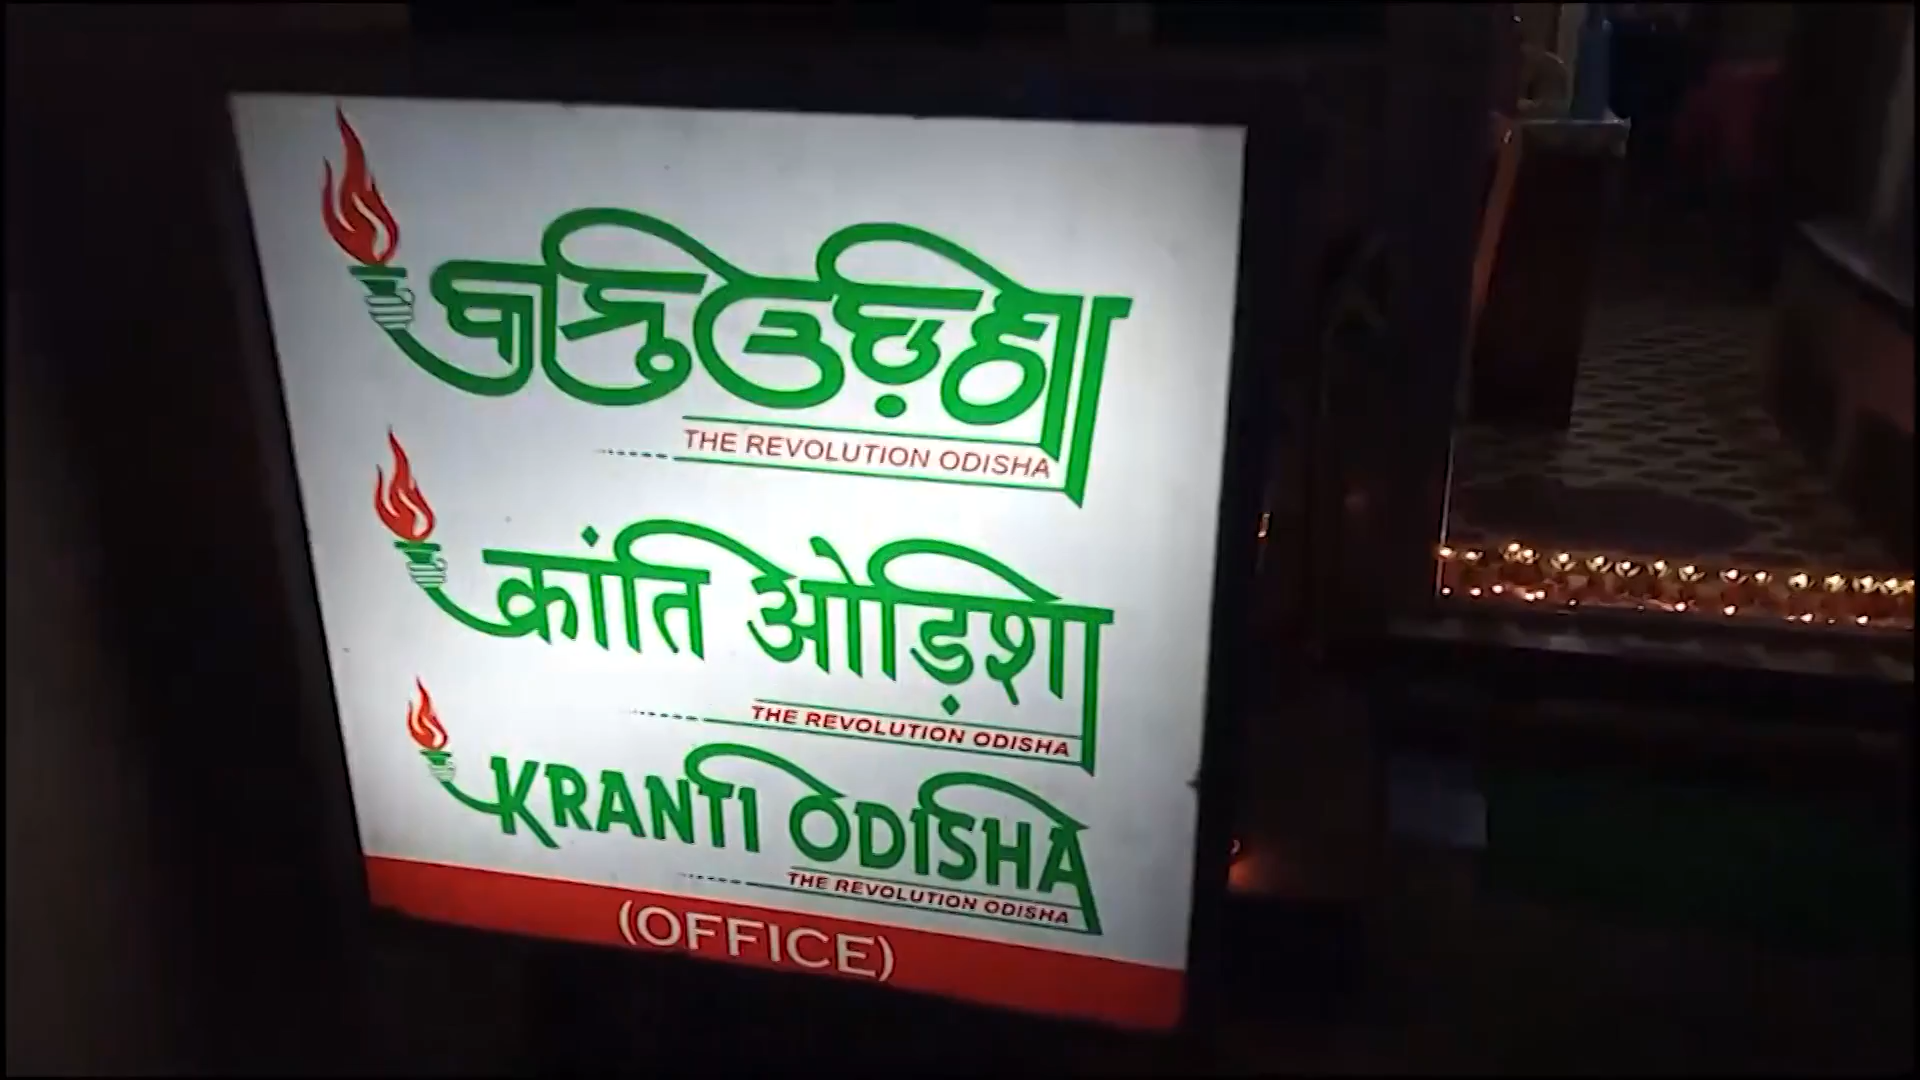 କ୍ରାନ୍ତି ଓଡ଼ିଶା
THE REVOLUTION ODISHA
क्रांति ओड़िशा
THE REVOLUTION ODISHA
KRANTI ODISHA
THE REVOLUTION ODISHA
(OFFICE)